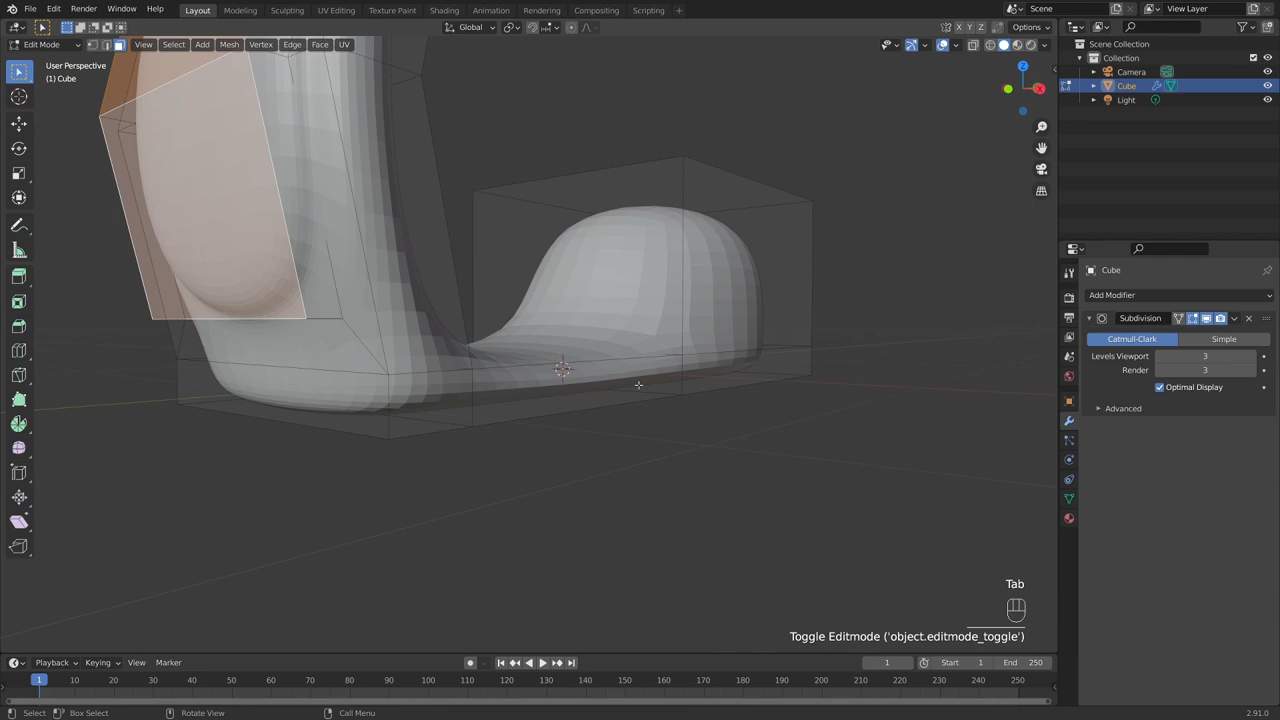 File Edit Render Window Help Layout Modeling Sculpting UV Editing Texture Paint Shading Animation Rendering Compositing Scripting Scene View Layer
Global Options
Edit Mode View Select Add Mesh Vertex Edge Face UV
User Perspective
(1) Cube
Z
X
Scene Collection
Collection
Camera
Cube
Light
Cube
Add Modifier
Subdivision
Catmull-Clark Simple
Levels Viewport 3
Render 3
Optimal Display
Advanced
Tab
Toggle Editmode ('object.editmode_toggle')
Playback Keying View Marker 1 Start 1 End 250
1 10 20 30 40 50 60 70 80 90 100 110 120 130 140 150 160 170 180 190 200 210 220 230 240 250
Select Box Select Rotate View Call Menu 2.91.0